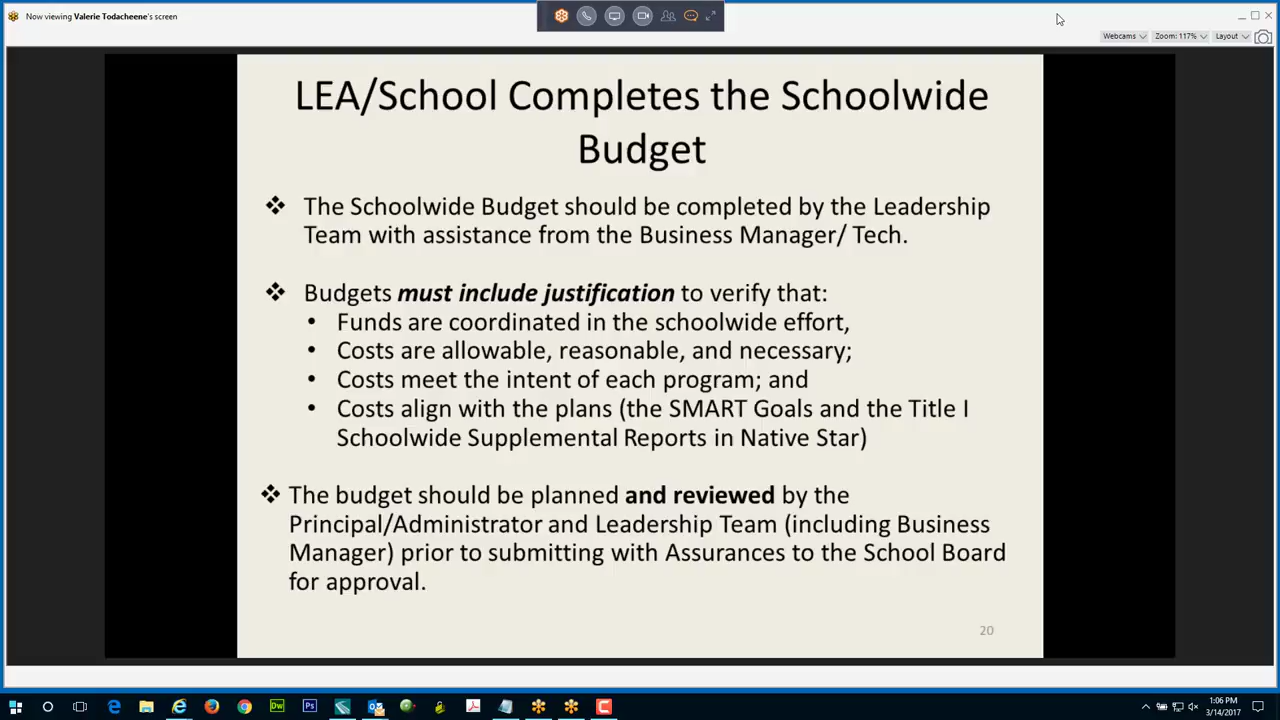 Now viewing Valerie Todacheene's screen
Webcams Zoom: 117% Layout
LEA/School Completes the Schoolwide
Budget
❖ The Schoolwide Budget should be completed by the Leadership
Team with assistance from the Business Manager/ Tech.
❖ Budgets must include justification to verify that:
• Funds are coordinated in the schoolwide effort,
• Costs are allowable, reasonable, and necessary;
• Costs meet the intent of each program; and
• Costs align with the plans (the SMART Goals and the Title I
Schoolwide Supplemental Reports in Native Star)
❖ The budget should be planned and reviewed by the
Principal/Administrator and Leadership Team (including Business
Manager) prior to submitting with Assurances to the School Board
for approval.
20
Dw Ps
1:06 PM
3/14/2017